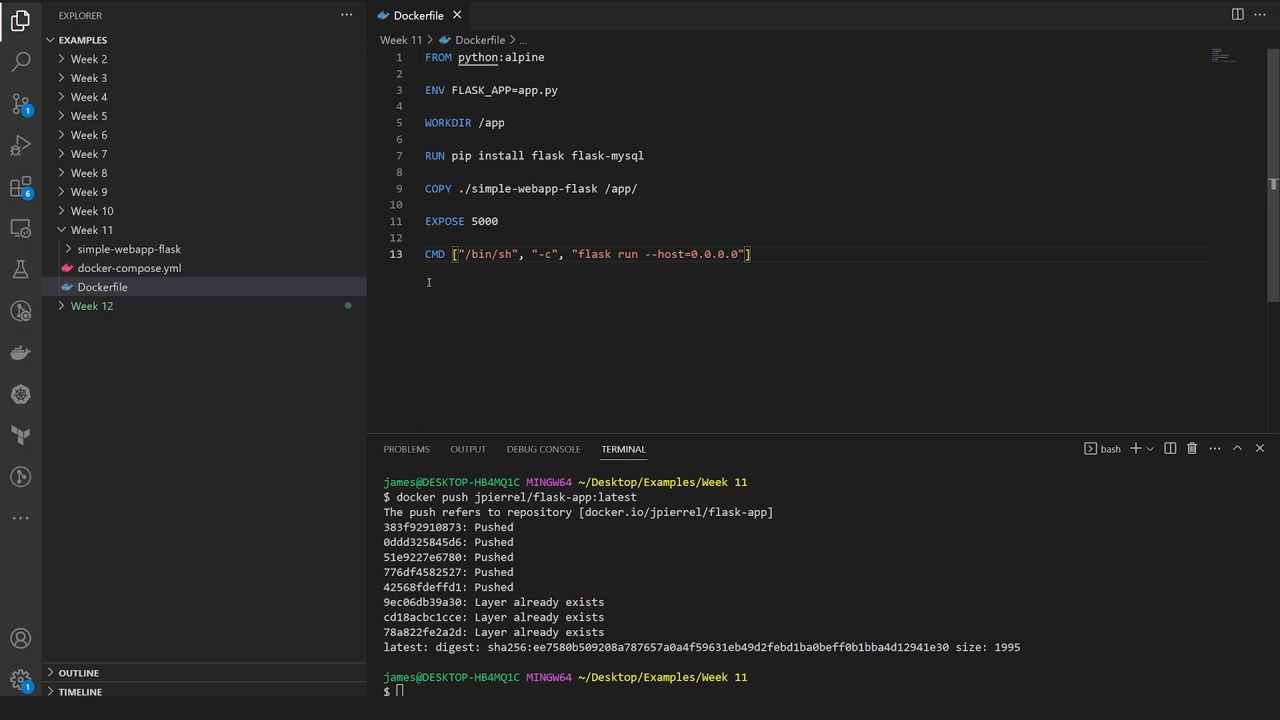 EXPLORER
EXAMPLES
Week 2
Week 3
Week 4
Week 5
Week 6
Week 7
Week 8
Week 9
Week 10
Week 11
simple-webapp-flask
docker-compose.yml
Dockerfile
Week 12
OUTLINE
TIMELINE
1
6
1
Dockerfile
Week 11 > Dockerfile > ...
1 FROM python:alpine
2
3 ENV FLASK_APP=app.py
4
5 WORKDIR /app
6
7 RUN pip install flask flask-mysql
8
9 COPY ./simple-webapp-flask /app/
10
11 EXPOSE 5000
12
13 CMD ["/bin/sh", "-c", "flask run --host=0.0.0.0"]
PROBLEMS OUTPUT DEBUG CONSOLE TERMINAL bash
james@DESKTOP-HB4MQ1C MINGW64 ~/Desktop/Examples/Week 11
$ docker push jpierrel/flask-app:latest
The push refers to repository [docker.io/jpierrel/flask-app]
383f92910873: Pushed
0ddd325845d6: Pushed
51e9227e6780: Pushed
776df4582527: Pushed
42568fdeffd1: Pushed
9ec06db39a30: Layer already exists
cd18acbc1cce: Layer already exists
78a822fe2a2d: Layer already exists
latest: digest: sha256:ee7580b509208a787657a0a4f59631eb49d2febd1ba0beff0b1bba4d12941e30 size: 1995
james@DESKTOP-HB4MQ1C MINGW64 ~/Desktop/Examples/Week 11
$